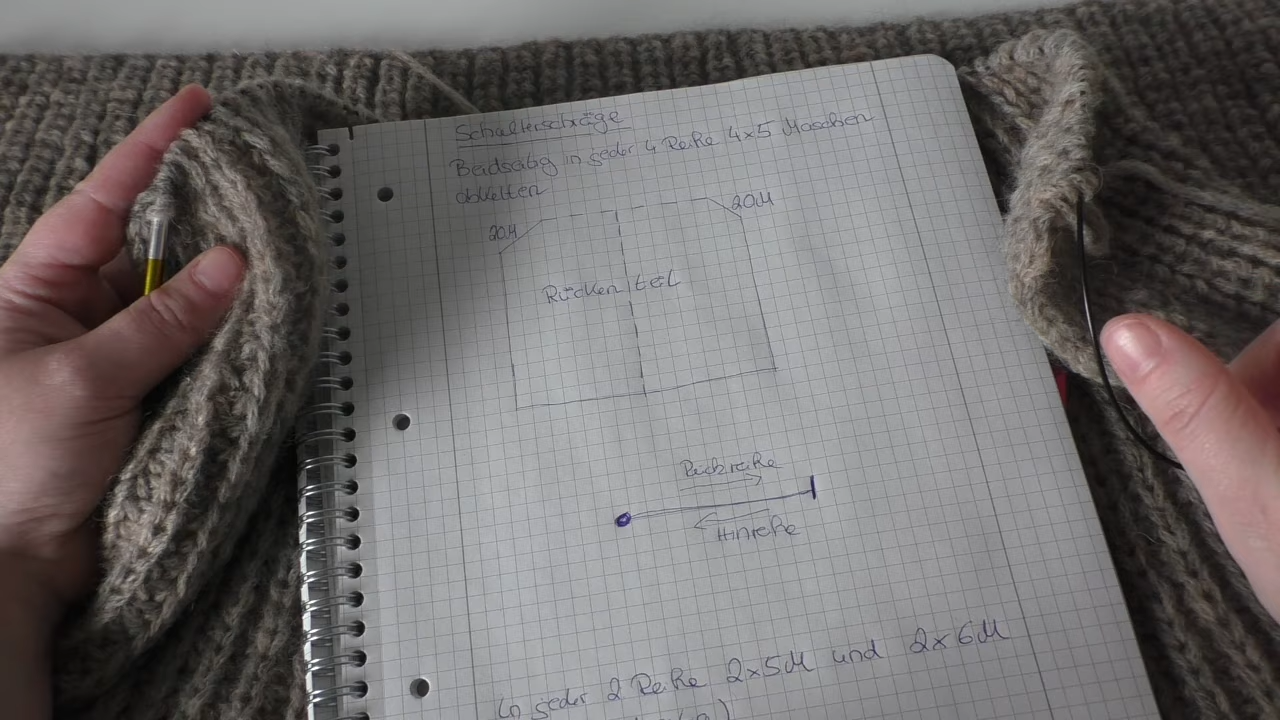 Schulterschräge
Beidseitig in jeder 4 Reihe 4x5 Maschen
abketten
20M
20M
Rückenteil
Rückreihe
Hinreihe
In jeder 2 Reihe 2x5M und 2x6M